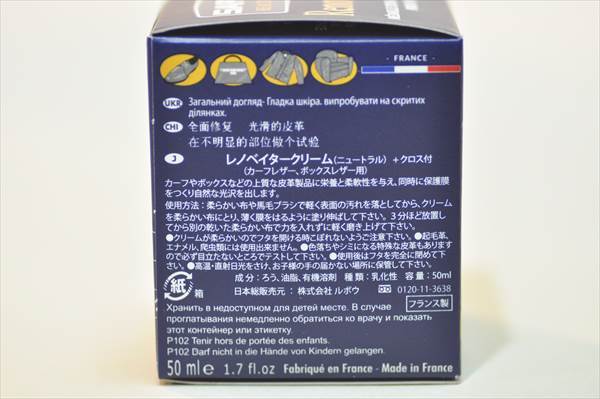 - FRANCE -
UKR Загальний догляд- Гладка шкіра. випробувати на скритих
ділянках.
CHI 全面修复 光滑的皮革
在不明显的部位做个试验
J レノベイタークリーム(ニュートラル) +クロス付
(カーフレザー、ボックスレザー用)
カーフやボックスなどの上質な皮革製品に栄養と柔軟性を与え、同時に保護膜
をつくり自然な光沢を出します。
使用方法:柔らかい布や馬毛ブラシで軽く表面の汚れを落としてから、クリーム
を柔らかい布にとり、薄く膜をはるように塗り伸ばして下さい。3分ほど放置し
てから別の乾いた柔らかい布で力を入れずに軽く磨き上げて下さい。
●クリームが柔らかいのでフタを開ける時こぼれないようご注意下さい。●起毛革、
エナメル、爬虫類には使用出来ません。●色落ちやシミになる特殊な皮革もありますの
で必ず目立たないところでテストして下さい。●使用後はフタを完全に閉めて下
さい。●高温・直射日光をさけ、お子様の手の届かない場所に保管して下さい。
紙 箱
成分:ろう、油脂、有機溶剤 種類:乳化性 容量:50ml
日本総販売元:株式会社 ルボウ 0120-11-3638
フランス製
Хранить в недоступном для детей месте. В случае
проглатывания немедленно обратиться ко врачу и показать
этот контейнер или этикетку.
P102 Tenir hors de portée des enfants.
P102 Darf nicht in die Hände von Kindern gelangen.
50 ml e 1.7 fl.oz Fabriqué en France - Made in France